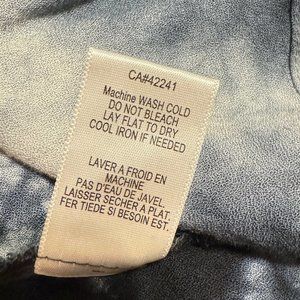 CA#42241
Machine WASH COLD
DO NOT BLEACH
LAY FLAT TO DRY
COOL IRON IF NEEDED
LAVER A FROID EN
MACHINE
PAS D'EAU DE JAVEL.
LAISSER SECHER A PLAT.
FER TIEDE SI BESOIN EST.